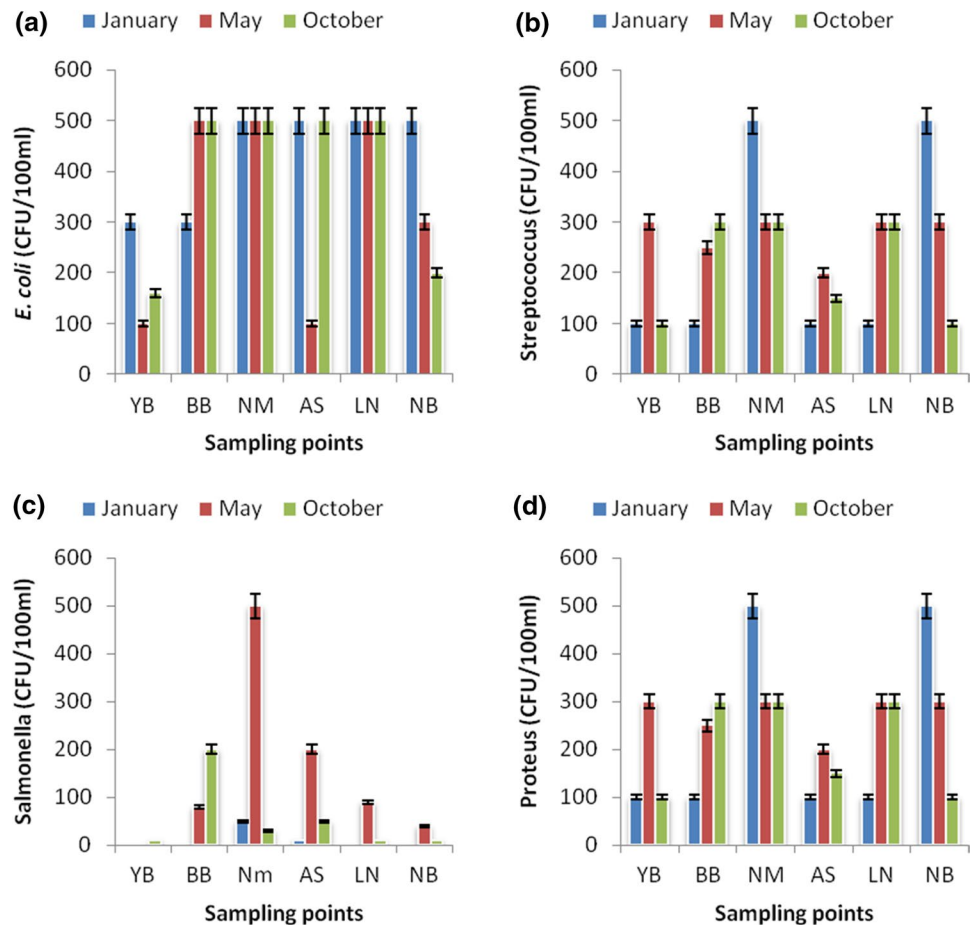 (a) January May October
E. coli (CFU/100ml)
600
500
400
300
200
100
0
YB BB NM AS LN NB
Sampling points
(b) January May October
Streptococcus (CFU/100ml)
600
500
400
300
200
100
0
YB BB NM AS LN NB
Sampling points
(c) January May October
Salmonella (CFU/100ml)
600
500
400
300
200
100
0
YB BB Nm AS LN NB
Sampling points
(d) January May October
Proteus (CFU/100ml)
600
500
400
300
200
100
0
YB BB NM AS LN NB
Sampling points